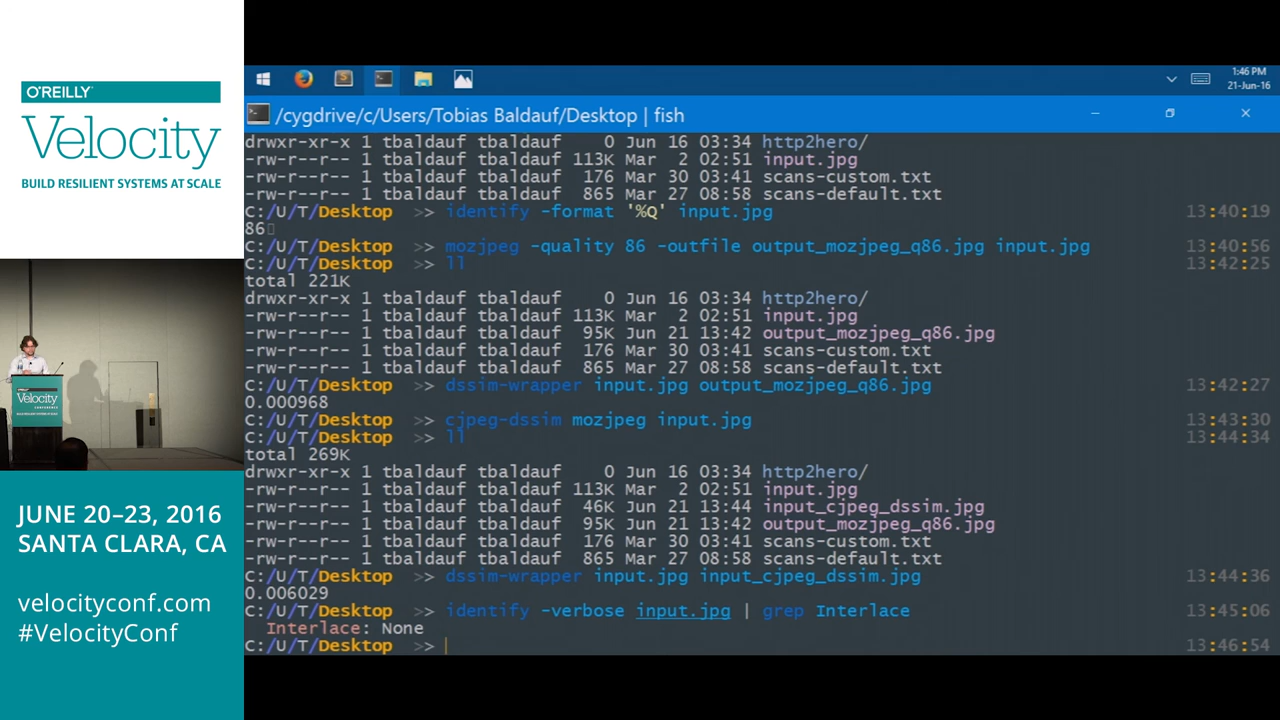 O'REILLY
Velocity
BUILD RESILIENT SYSTEMS AT SCALE
Velocity
JUNE 20–23, 2016
SANTA CLARA, CA
velocityconf.com
#VelocityConf
1:46 PM
21-Jun-16
/cygdrive/c/Users/Tobias Baldauf/Desktop | fish
drwxr-xr-x 1 tbaldauf tbaldauf 0 Jun 16 03:34 http2hero/
-rw-r--r-- 1 tbaldauf tbaldauf 113K Mar 2 02:51 input.jpg
-rw-r--r-- 1 tbaldauf tbaldauf 176 Mar 30 03:41 scans-custom.txt
-rw-r--r-- 1 tbaldauf tbaldauf 865 Mar 27 08:58 scans-default.txt
C:/U/T/Desktop >> identify -format '%Q' input.jpg 13:40:19
86
C:/U/T/Desktop >> mozjpeg -quality 86 -outfile output_mozjpeg_q86.jpg input.jpg 13:40:56
C:/U/T/Desktop >> ll 13:42:25
total 221K
drwxr-xr-x 1 tbaldauf tbaldauf 0 Jun 16 03:34 http2hero/
-rw-r--r-- 1 tbaldauf tbaldauf 113K Mar 2 02:51 input.jpg
-rw-r--r-- 1 tbaldauf tbaldauf 95K Jun 21 13:42 output_mozjpeg_q86.jpg
-rw-r--r-- 1 tbaldauf tbaldauf 176 Mar 30 03:41 scans-custom.txt
-rw-r--r-- 1 tbaldauf tbaldauf 865 Mar 27 08:58 scans-default.txt
C:/U/T/Desktop >> dssim-wrapper input.jpg output_mozjpeg_q86.jpg 13:42:27
0.000968
C:/U/T/Desktop >> cjpeg-dssim mozjpeg input.jpg 13:43:30
C:/U/T/Desktop >> ll 13:44:34
total 269K
drwxr-xr-x 1 tbaldauf tbaldauf 0 Jun 16 03:34 http2hero/
-rw-r--r-- 1 tbaldauf tbaldauf 113K Mar 2 02:51 input.jpg
-rw-r--r-- 1 tbaldauf tbaldauf 46K Jun 21 13:44 input_cjpeg_dssim.jpg
-rw-r--r-- 1 tbaldauf tbaldauf 95K Jun 21 13:42 output_mozjpeg_q86.jpg
-rw-r--r-- 1 tbaldauf tbaldauf 176 Mar 30 03:41 scans-custom.txt
-rw-r--r-- 1 tbaldauf tbaldauf 865 Mar 27 08:58 scans-default.txt
C:/U/T/Desktop >> dssim-wrapper input.jpg input_cjpeg_dssim.jpg 13:44:36
0.006029
C:/U/T/Desktop >> identify -verbose input.jpg | grep Interlace 13:45:06
Interlace: None
C:/U/T/Desktop >> 13:46:54